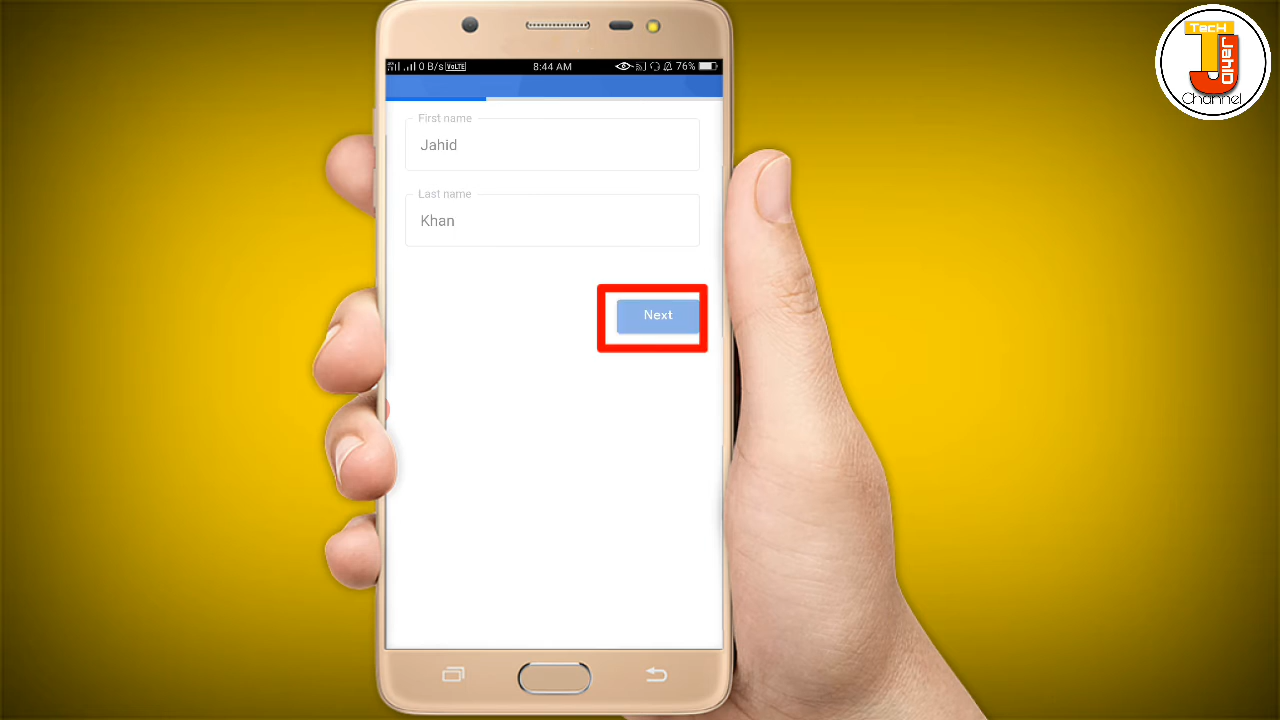 TecH
JaHiD
Channel
0 B/s VoLTE 8:44 AM 76%
First name
Jahid
Last name
Khan
Next